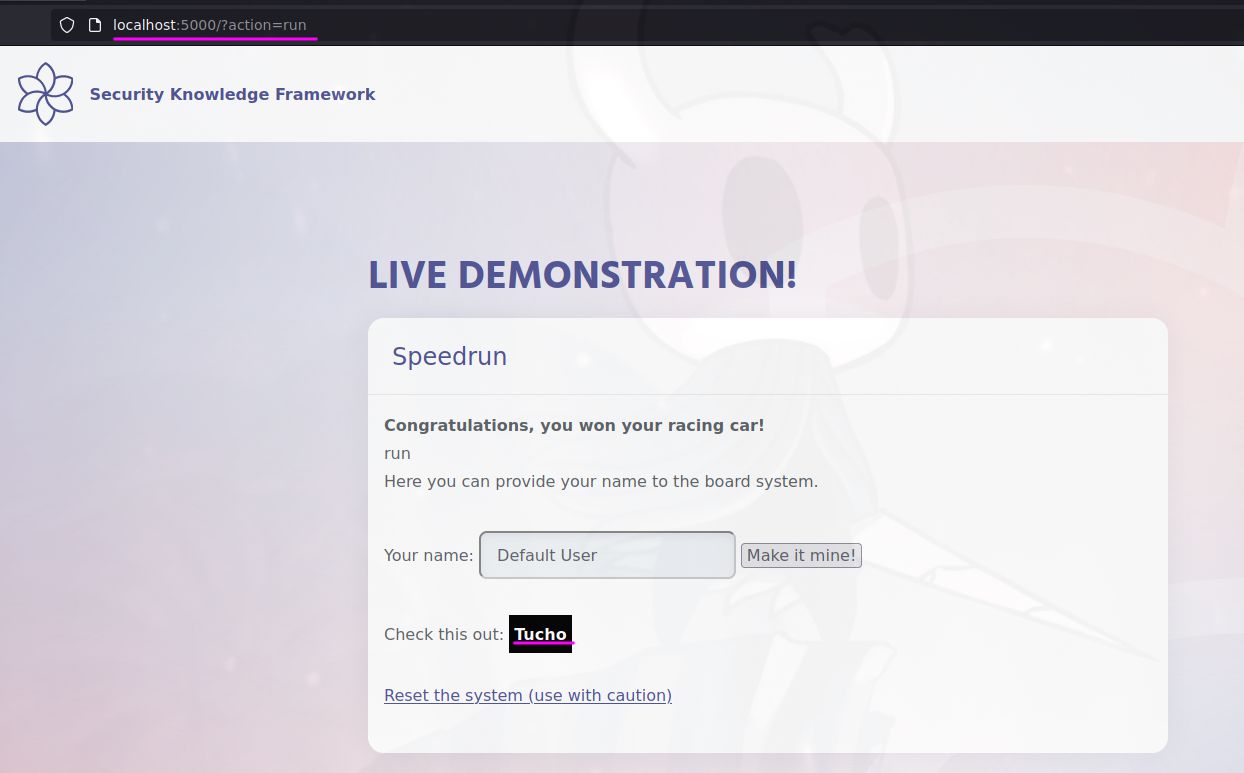 localhost:5000/?action=run
Security Knowledge Framework
LIVE DEMONSTRATION!
Speedrun
Congratulations, you won your racing car!
run
Here you can provide your name to the board system.
Your name: Default User Make it mine!
Check this out: Tucho
Reset the system (use with caution)